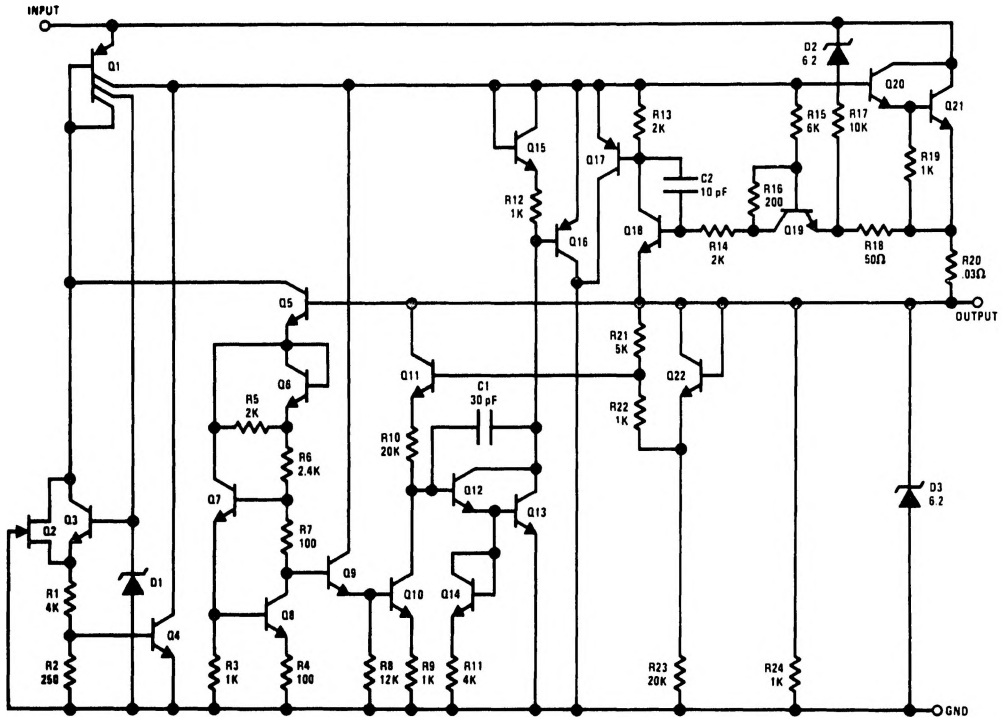 INPUT
Q1
D2
6.2
Q20
Q21
R13
2K
R15
6K
R17
10K
Q15
Q17
R19
1K
C2
10 pF
R12
1K
R16
200
Q16
Q18
R14
2K
Q19
R18
50Ω
R20
.03Ω
Q5
OUTPUT
R21
5K
Q6
Q11
Q22
C1
30 pF
R5
2K
R22
1K
R10
20K
R6
2.4K
Q12
D3
6.2
Q7
Q2
Q3
Q13
R7
100
Q9
D1
Q14
Q10
R1
4K
Q8
Q4
R2
250
R3
1K
R4
100
R8
12K
R9
1K
R11
4K
R23
20K
R24
1K
GND